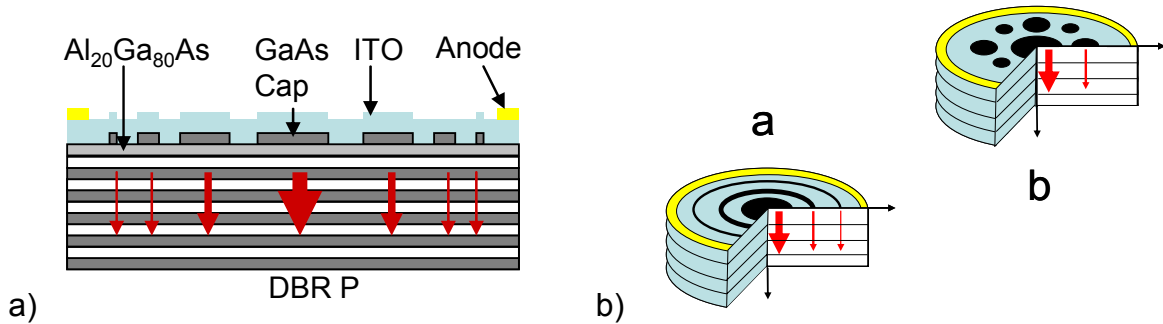 Al20Ga80As
GaAs
Cap
ITO
Anode
DBR P
a)
a
b
b)